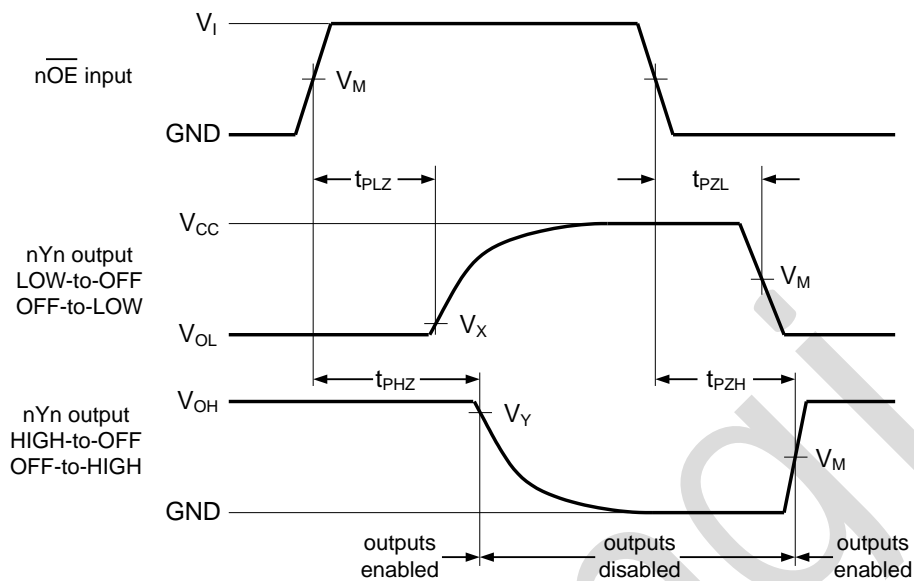 V_I
nO̅E̅ input
V_M
GND
t_PLZ
t_PZL
V_CC
nYn output
LOW-to-OFF
OFF-to-LOW
V_M
V_X
V_OL
t_PHZ
t_PZH
V_OH
nYn output
HIGH-to-OFF
OFF-to-HIGH
V_Y
V_M
GND
outputs
enabled
outputs
disabled
outputs
enabled